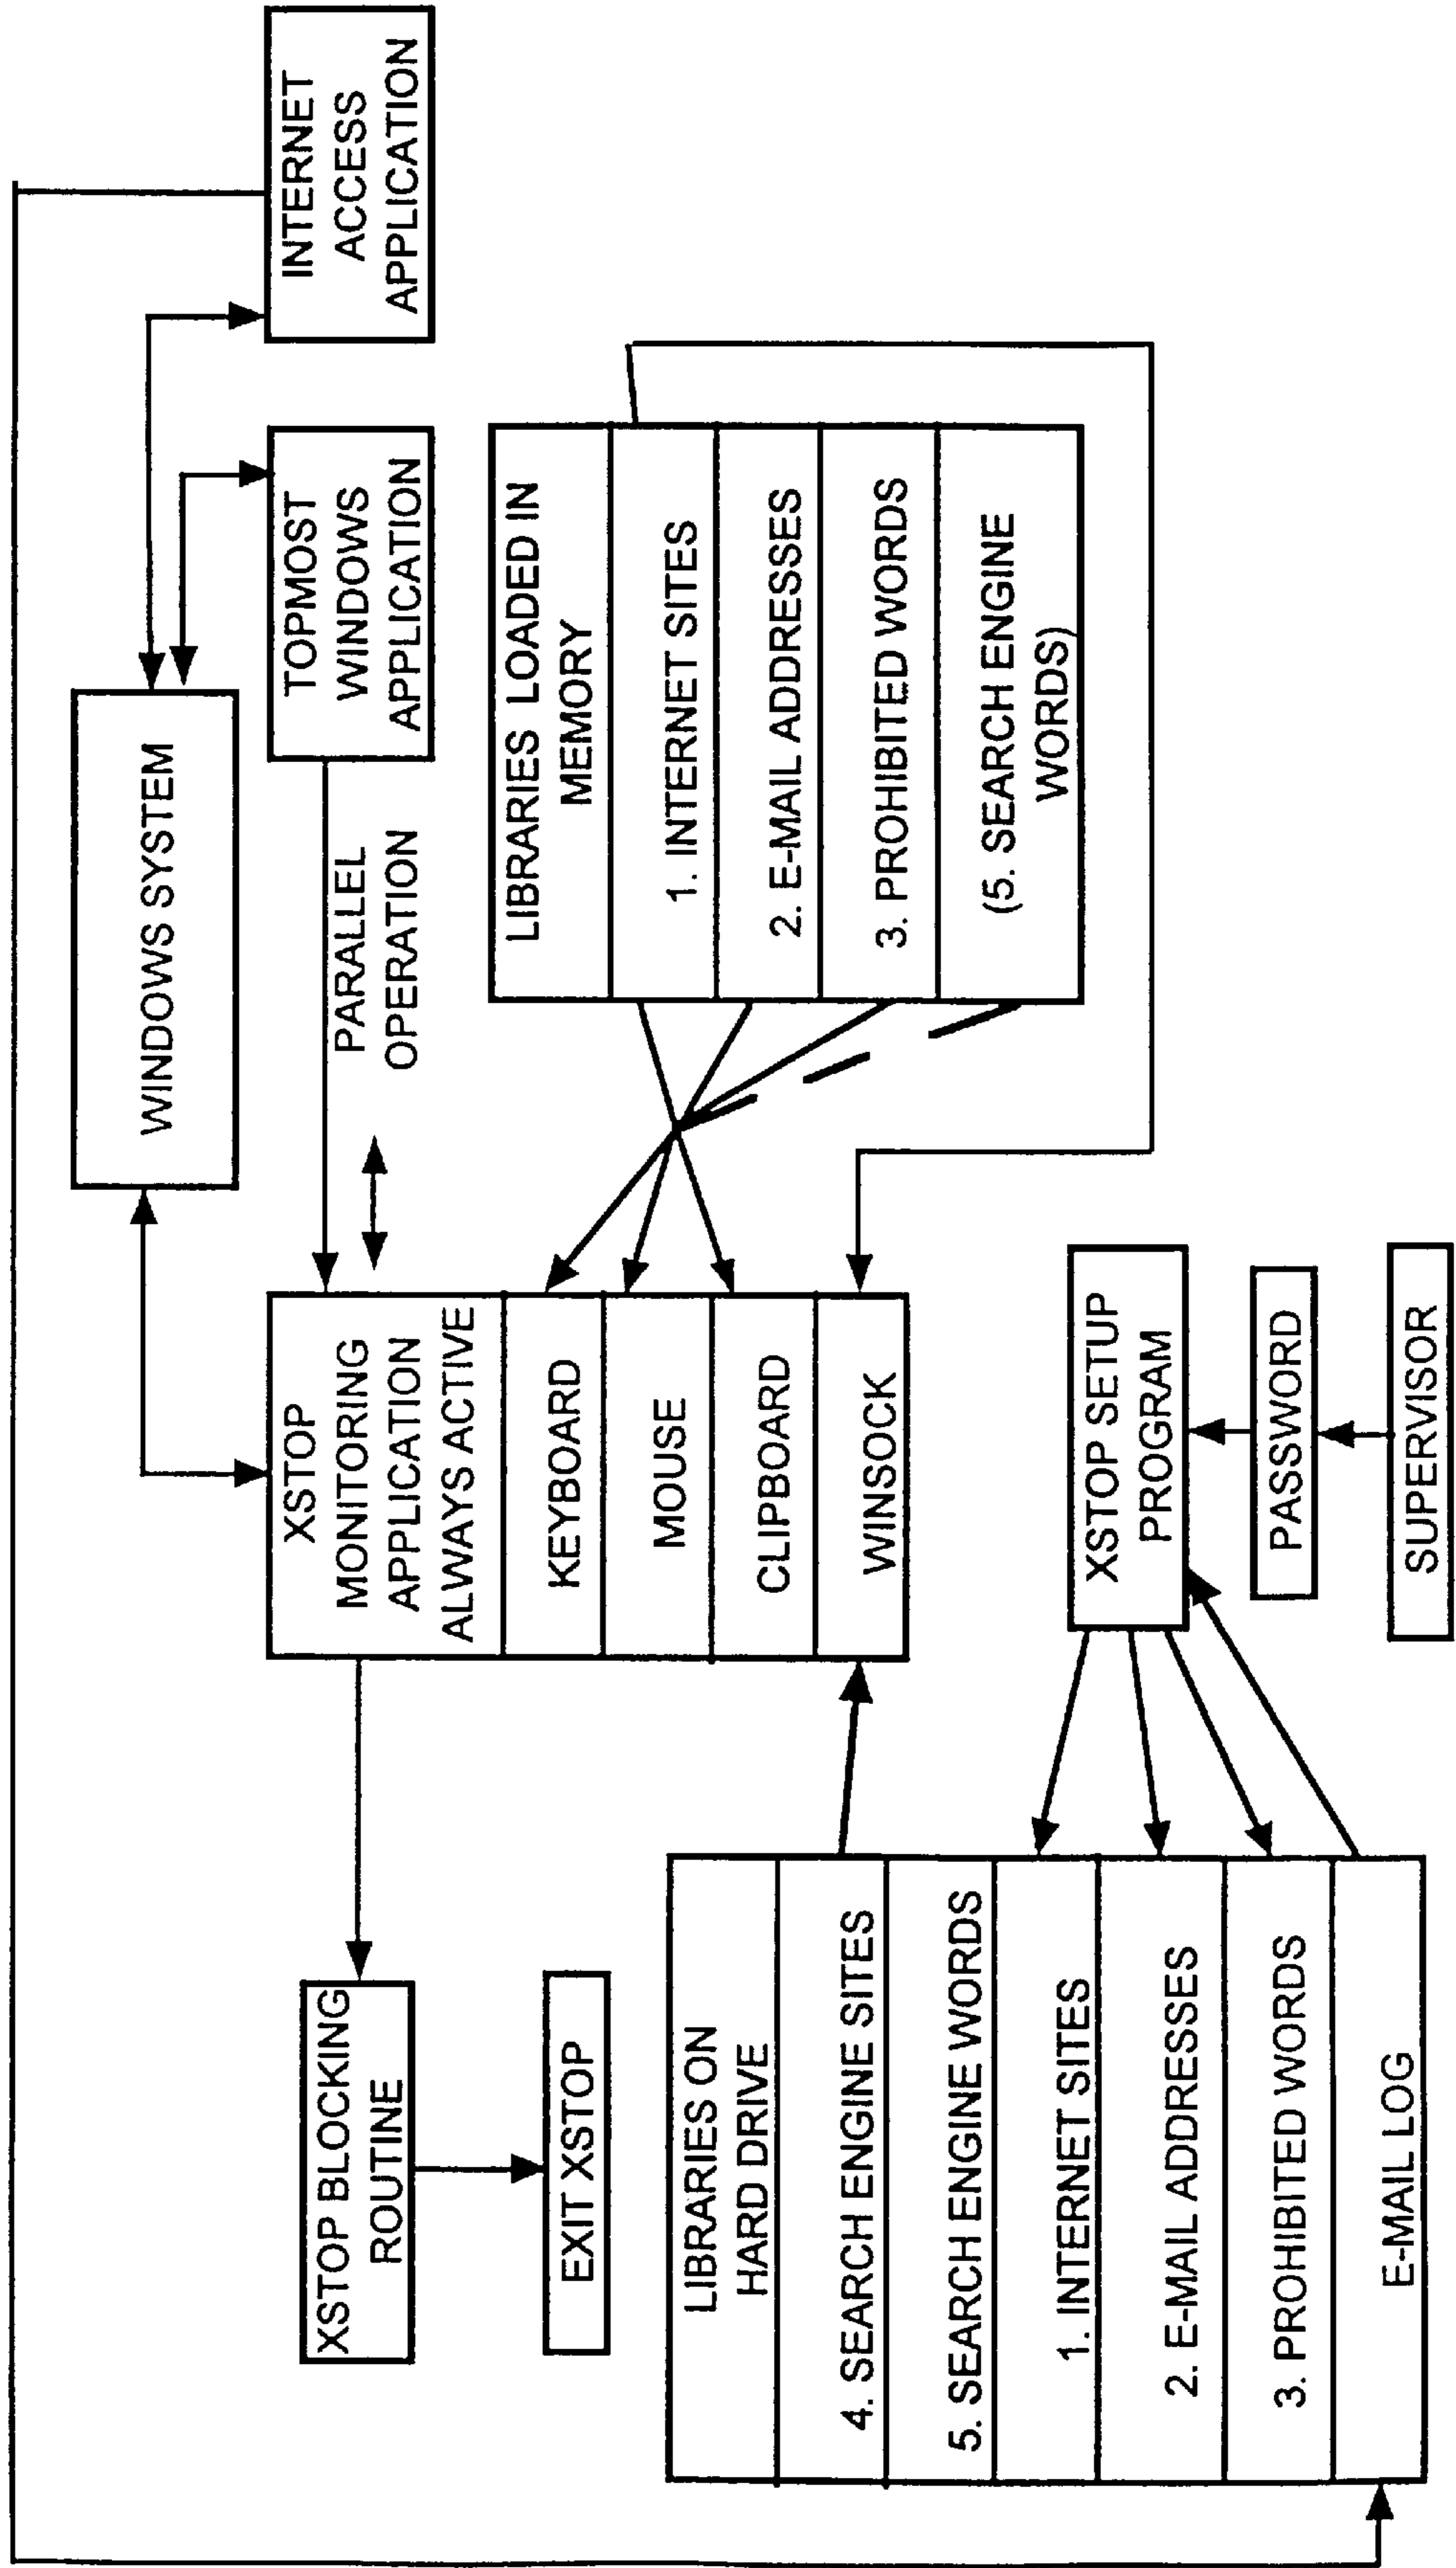 WINDOWS SYSTEM
XSTOP BLOCKING
ROUTINE
EXIT XSTOP
XSTOP
MONITORING
APPLICATION
ALWAYS ACTIVE
KEYBOARD
MOUSE
CLIPBOARD
WINSOCK
PARALLEL
OPERATION
TOPMOST
WINDOWS
APPLICATION
INTERNET
ACCESS
APPLICATION
LIBRARIES LOADED IN
MEMORY
1. INTERNET SITES
2. E-MAIL ADDRESSES
3. PROHIBITED WORDS
(5. SEARCH ENGINE
WORDS)
LIBRARIES ON
HARD DRIVE
4. SEARCH ENGINE SITES
5. SEARCH ENGINE WORDS
1. INTERNET SITES
2. E-MAIL ADDRESSES
3. PROHIBITED WORDS
E-MAIL LOG
XSTOP SETUP
PROGRAM
PASSWORD
SUPERVISOR